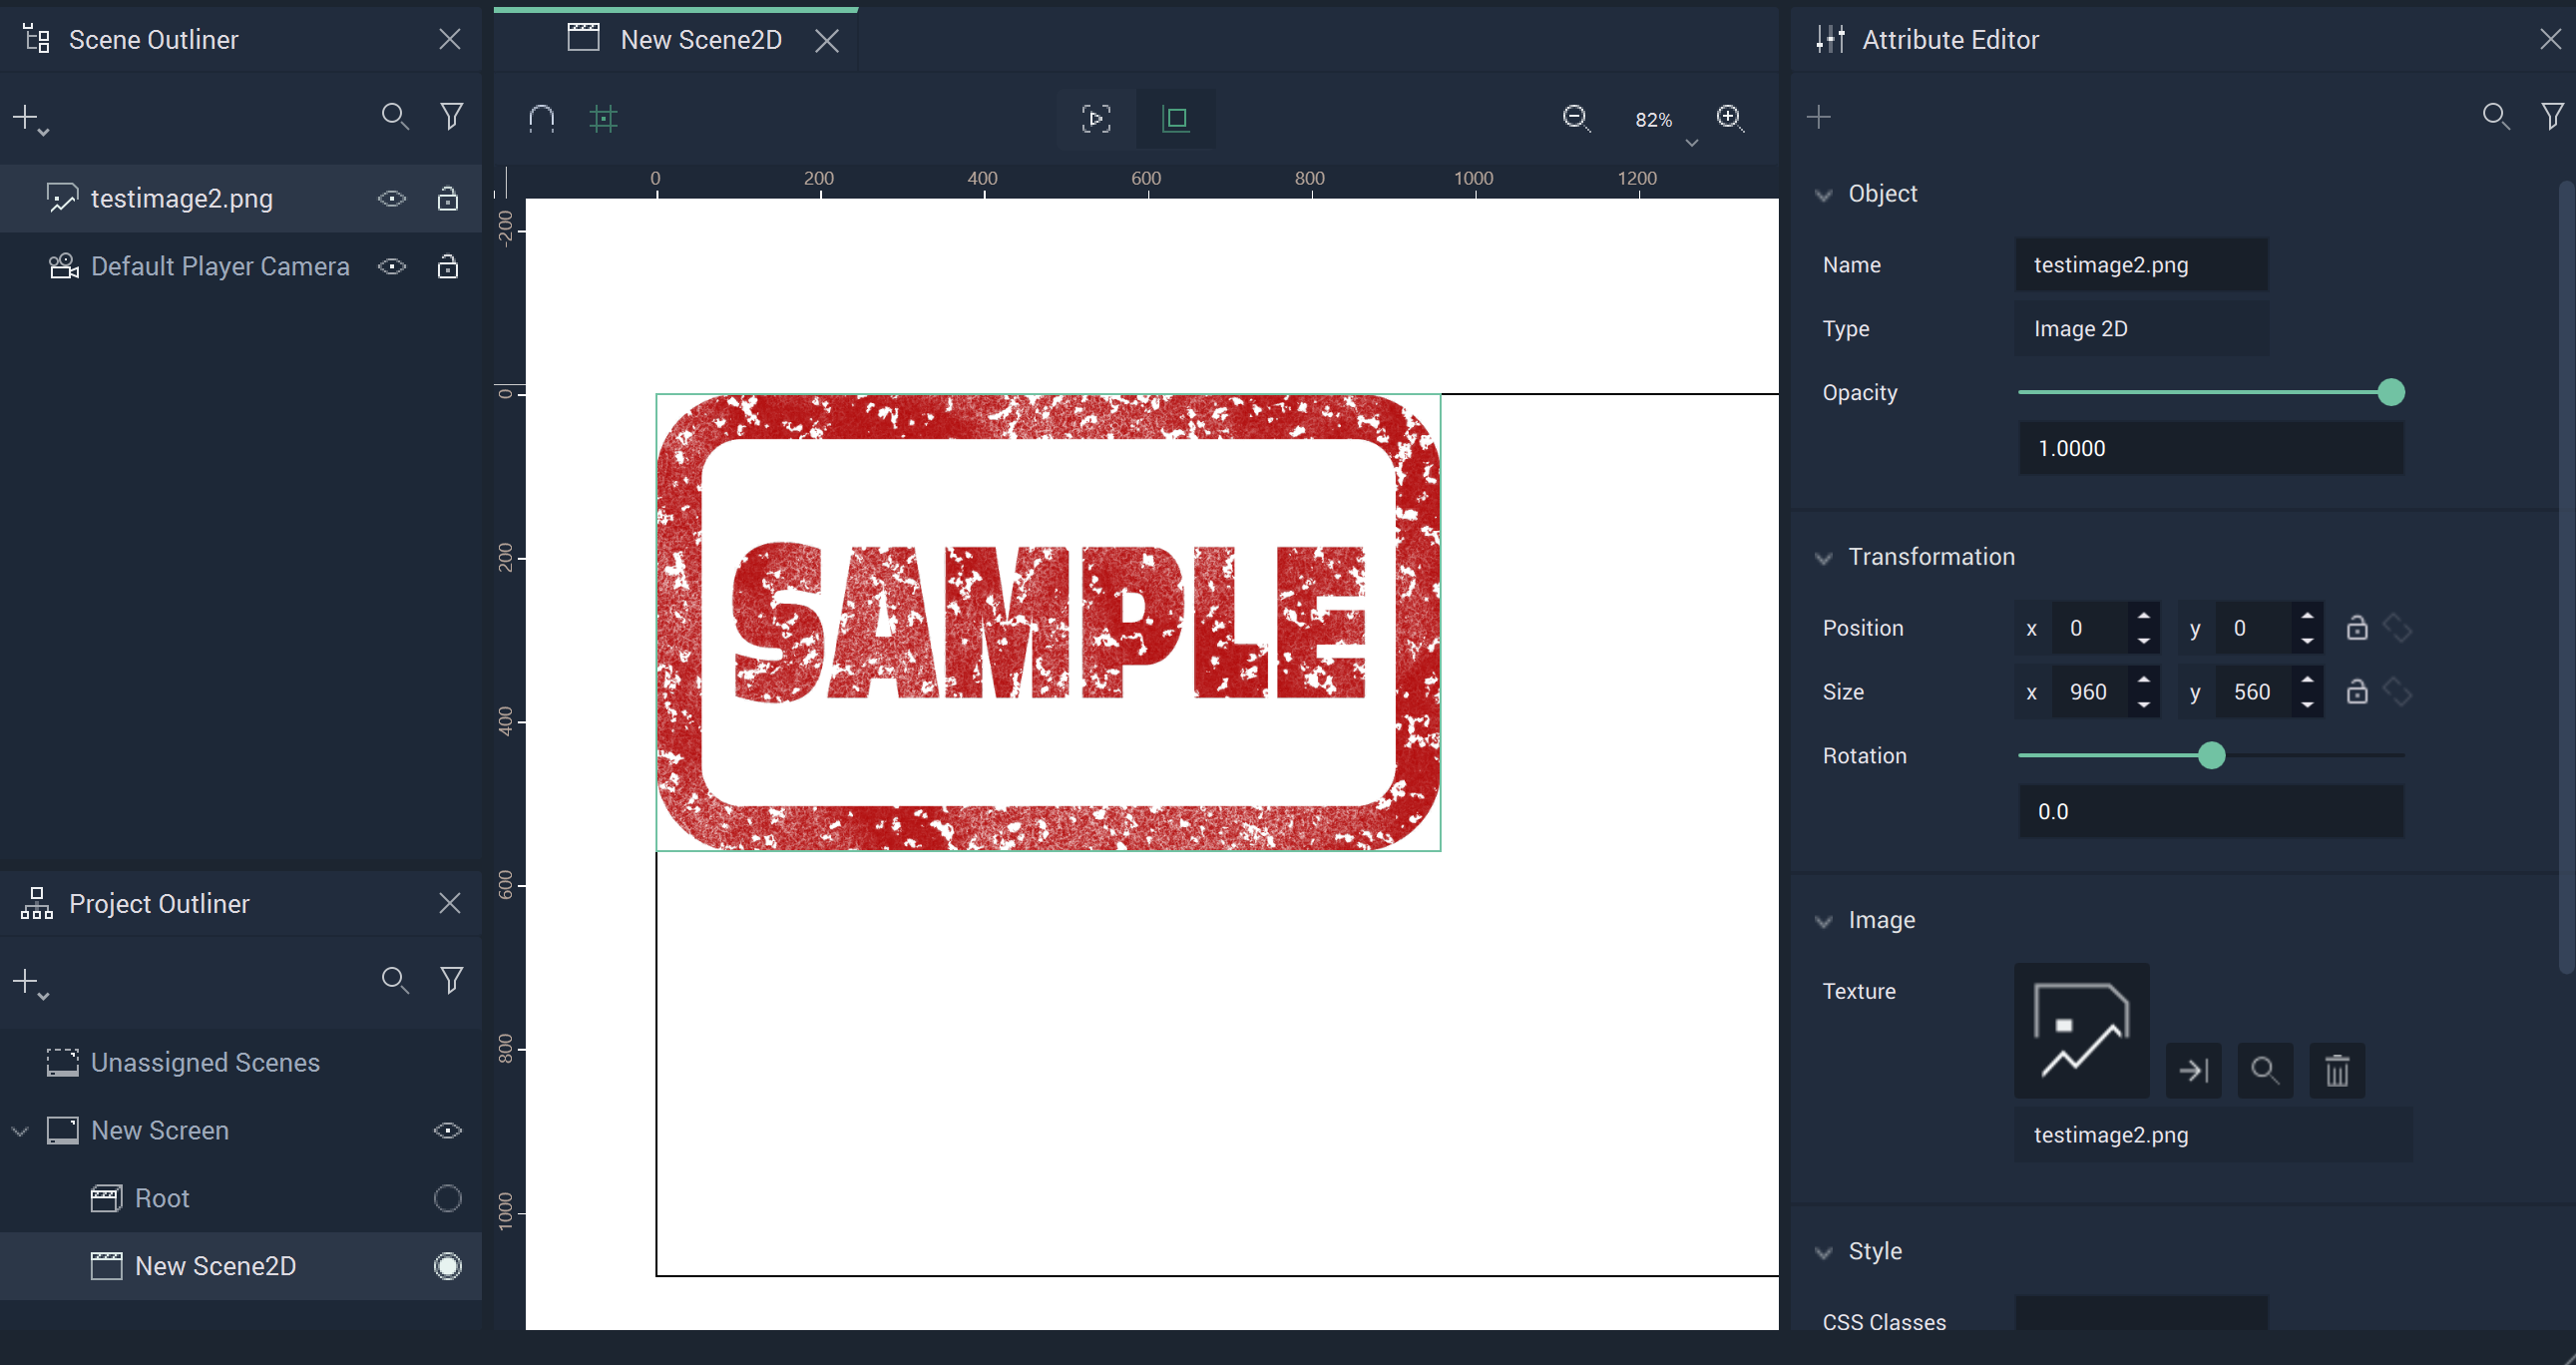 Scene Outliner
testimage2.png
Default Player Camera
Project Outliner
Unassigned Scenes
New Screen
Root
New Scene2D
New Scene2D
82%
0 200 400 600 800 1000 1200
-200
0
200
400
600
800
1000
SAMPLE
Attribute Editor
Object
Name testimage2.png
Type Image 2D
Opacity
1.0000
Transformation
Position x 0 y 0
Size x 960 y 560
Rotation
0.0
Image
Texture
testimage2.png
Style
CSS Classes